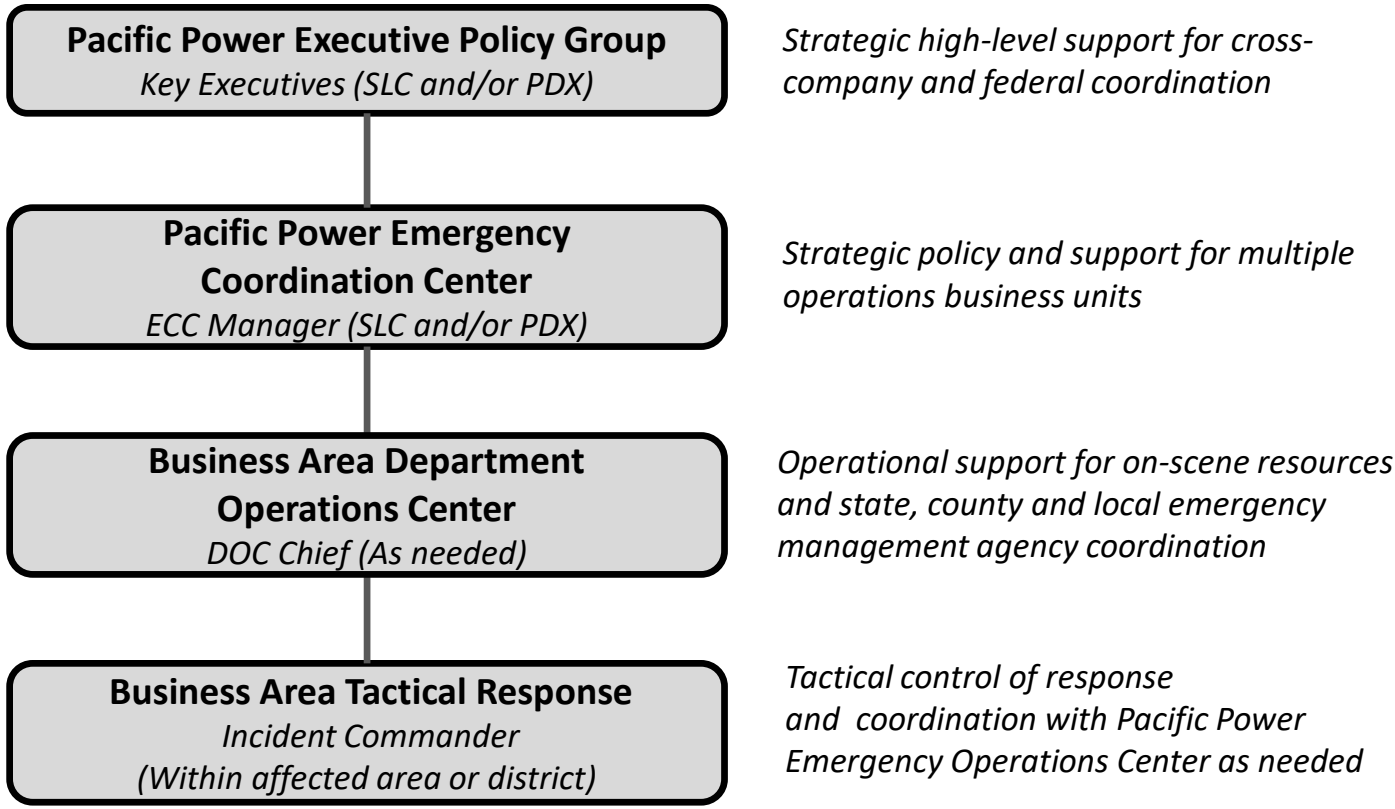 Pacific Power Executive Policy Group
Key Executives (SLC and/or PDX)
Strategic high-level support for cross-
company and federal coordination
Pacific Power Emergency
Coordination Center
ECC Manager (SLC and/or PDX)
Strategic policy and support for multiple
operations business units
Business Area Department
Operations Center
DOC Chief (As needed)
Operational support for on-scene resources
and state, county and local emergency
management agency coordination
Business Area Tactical Response
Incident Commander
(Within affected area or district)
Tactical control of response
and  coordination with Pacific Power
Emergency Operations Center as needed